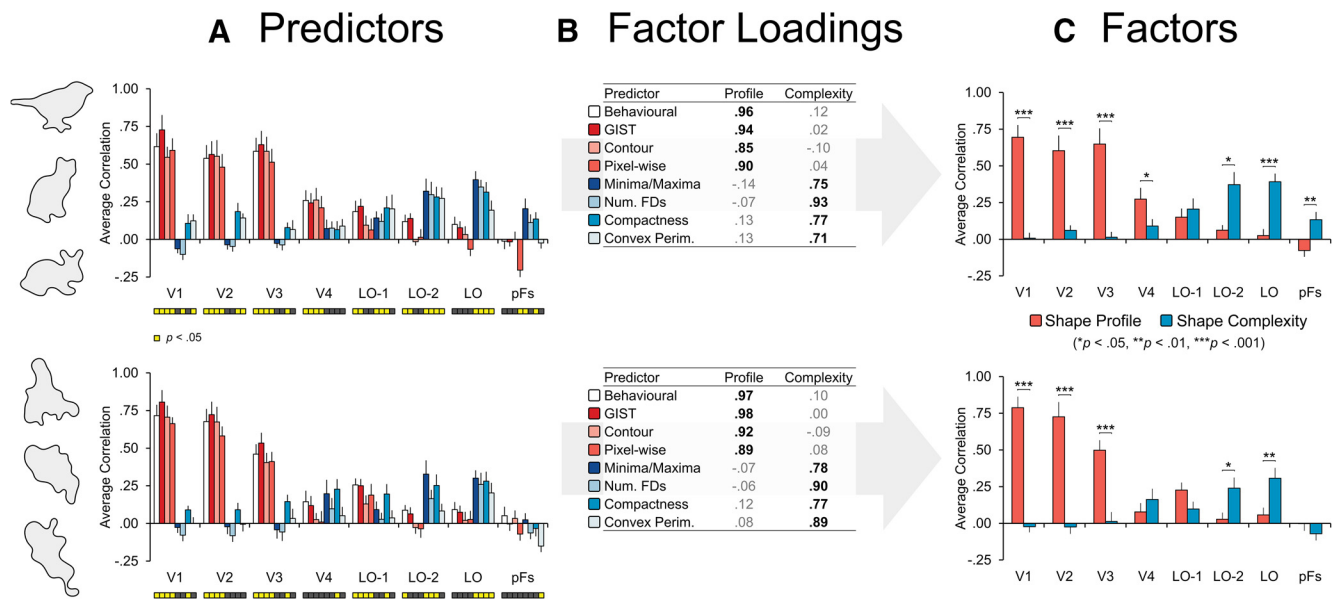 A Predictors
B Factor Loadings
C Factors
Average Correlation
1.00
.75
.50
.25
.00
-.25
V1 V2 V3 V4 LO-1 LO-2 LO pFs
p < .05
Predictor Profile Complexity
Behavioural .96 .12
GIST .94 .02
Contour .85 -.10
Pixel-wise .90 .04
Minima/Maxima -.14 .75
Num. FDs -.07 .93
Compactness .13 .77
Convex Perim. .13 .71
Average Correlation
1.00
.75
.50
.25
.00
-.25
*** *** *** * * *** **
V1 V2 V3 V4 LO-1 LO-2 LO pFs
Shape Profile Shape Complexity
(*p < .05, **p < .01, ***p < .001)
Average Correlation
1.00
.75
.50
.25
.00
-.25
V1 V2 V3 V4 LO-1 LO-2 LO pFs
Predictor Profile Complexity
Behavioural .97 .10
GIST .98 .00
Contour .92 -.09
Pixel-wise .89 .08
Minima/Maxima -.07 .78
Num. FDs -.06 .90
Compactness .12 .77
Convex Perim. .08 .89
Average Correlation
1.00
.75
.50
.25
.00
-.25
*** *** *** * **
V1 V2 V3 V4 LO-1 LO-2 LO pFs